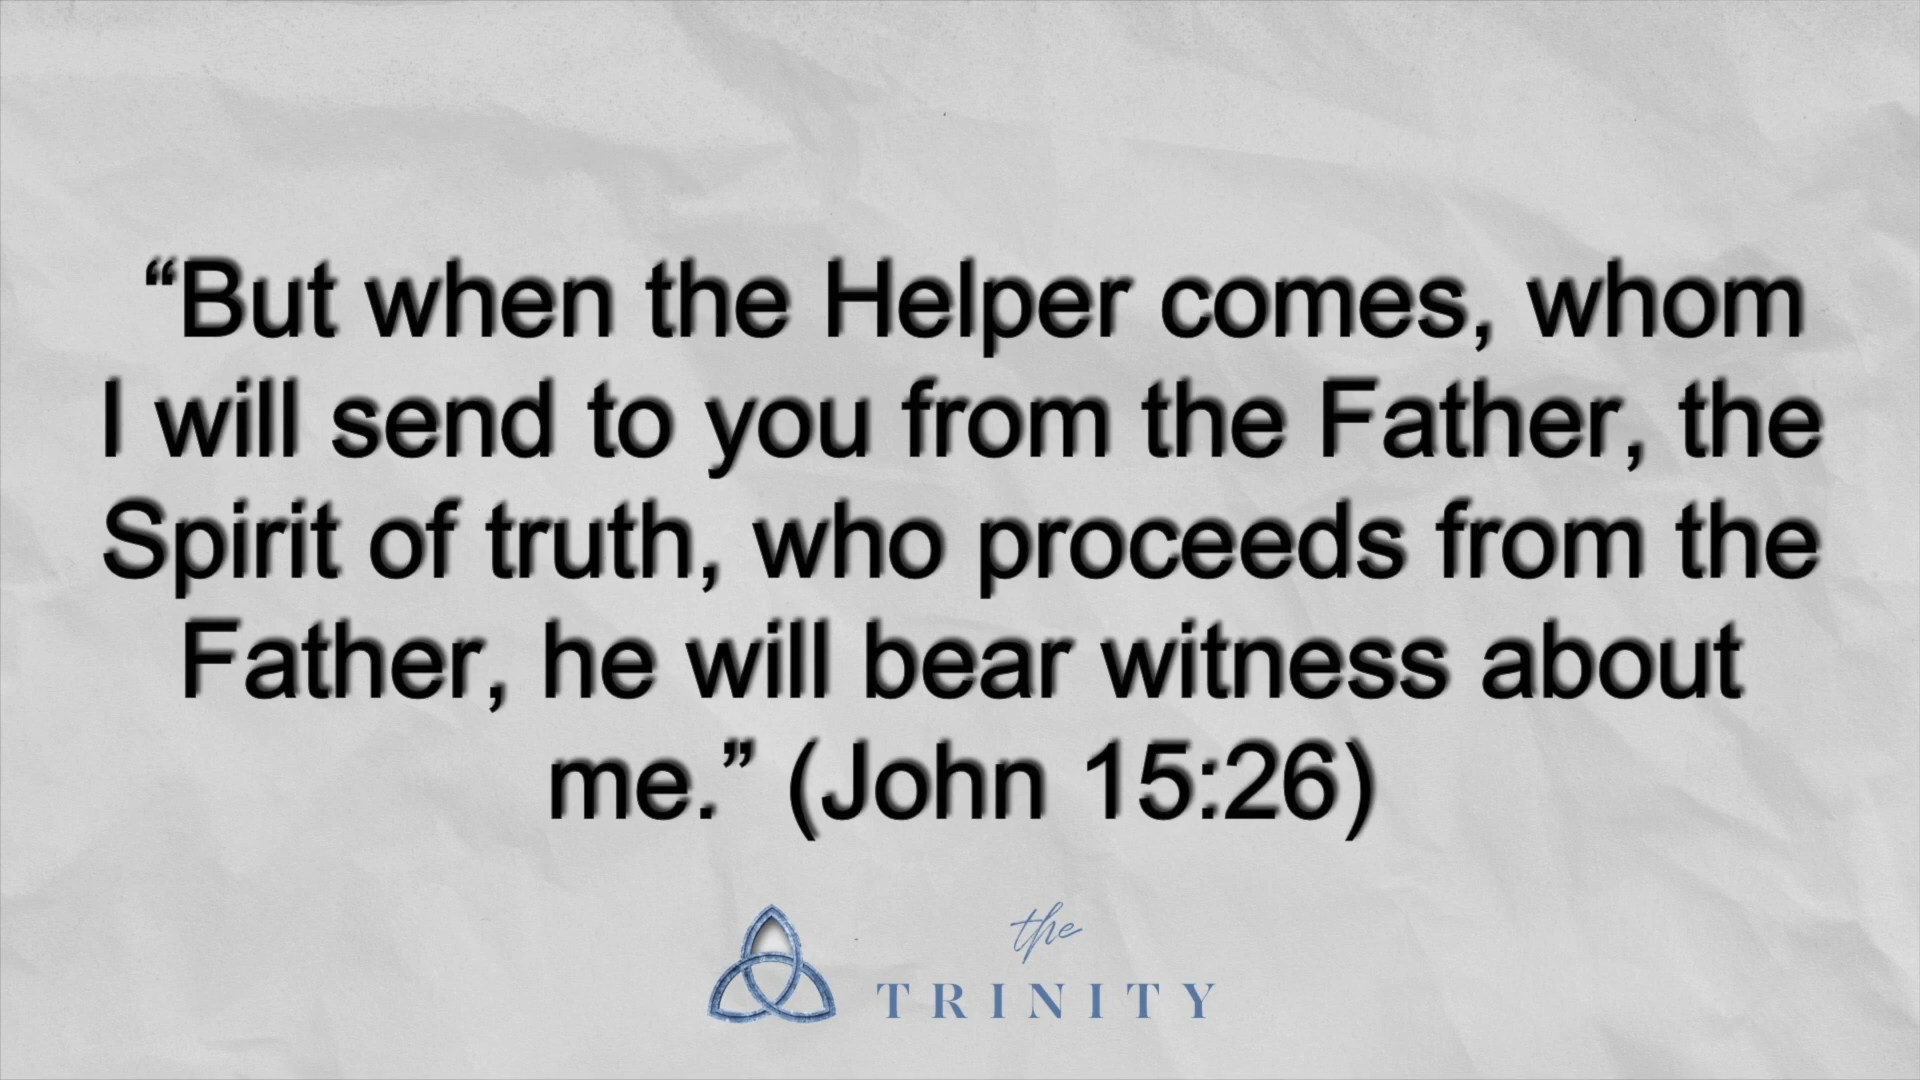 “But when the Helper comes, whom
I will send to you from the Father, the
Spirit of truth, who proceeds from the
Father, he will bear witness about
me.” (John 15:26)
the
TRINITY